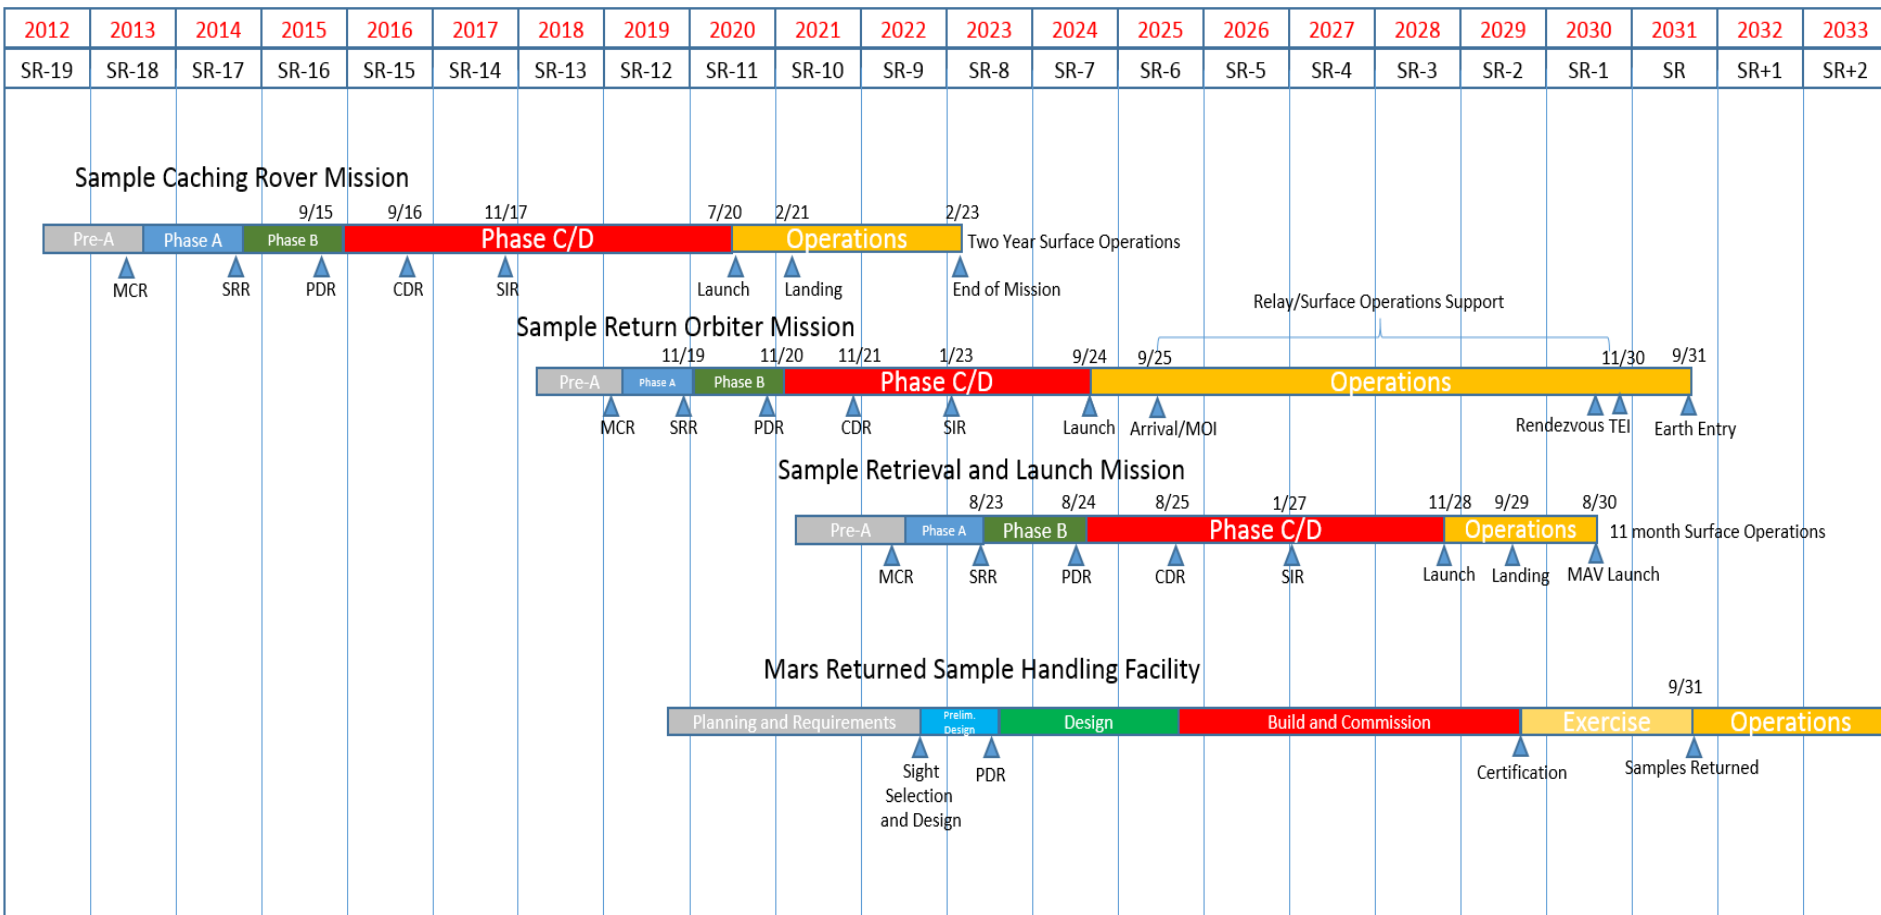 2012 2013 2014 2015 2016 2017 2018 2019 2020 2021 2022 2023 2024 2025 2026 2027 2028 2029 2030 2031 2032 2033
SR-19 SR-18 SR-17 SR-16 SR-15 SR-14 SR-13 SR-12 SR-11 SR-10 SR-9 SR-8 SR-7 SR-6 SR-5 SR-4 SR-3 SR-2 SR-1 SR SR+1 SR+2
Sample Caching Rover Mission
9/15 9/16 11/17 7/20 2/21 2/23
Pre-A Phase A Phase B Phase C/D Operations Two Year Surface Operations
MCR SRR PDR CDR SIR Launch Landing End of Mission
Relay/Surface Operations Support
Sample Return Orbiter Mission
11/19 11/20 11/21 1/23 9/24 9/25 11/30 9/31
Pre-A Phase A Phase B Phase C/D Operations
MCR SRR PDR CDR SIR Launch Arrival/MOI Rendezvous TEI Earth Entry
Sample Retrieval and Launch Mission
8/23 8/24 8/25 1/27 11/28 9/29 8/30
Pre-A Phase A Phase B Phase C/D Operations 11 month Surface Operations
MCR SRR PDR CDR SIR Launch Landing MAV Launch
Mars Returned Sample Handling Facility
9/31
Planning and Requirements Prelim. Design Design Build and Commission Exercise Operations
Sight PDR Certification Samples Returned
Selection
and Design